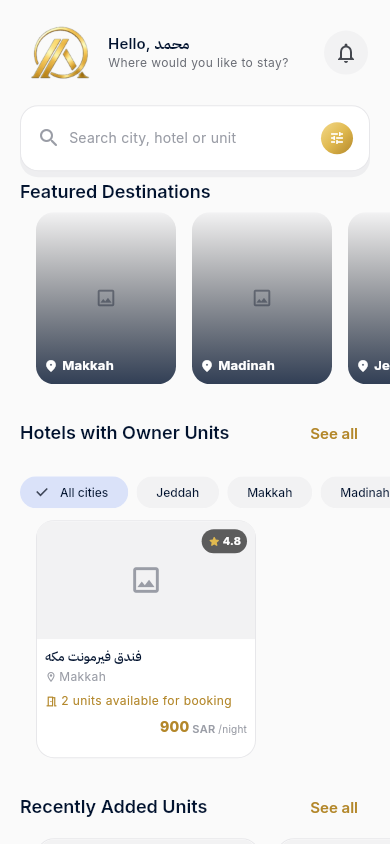 Hello, محمد
Where would you like to stay?
Search city, hotel or unit
Featured Destinations
Makkah
Madinah
Je
Hotels with Owner Units
See all
All cities
Jeddah
Makkah
Madinah
4.8
فندق فيرمونت مكه
Makkah
2 units available for booking
900 SAR /night
Recently Added Units
See all